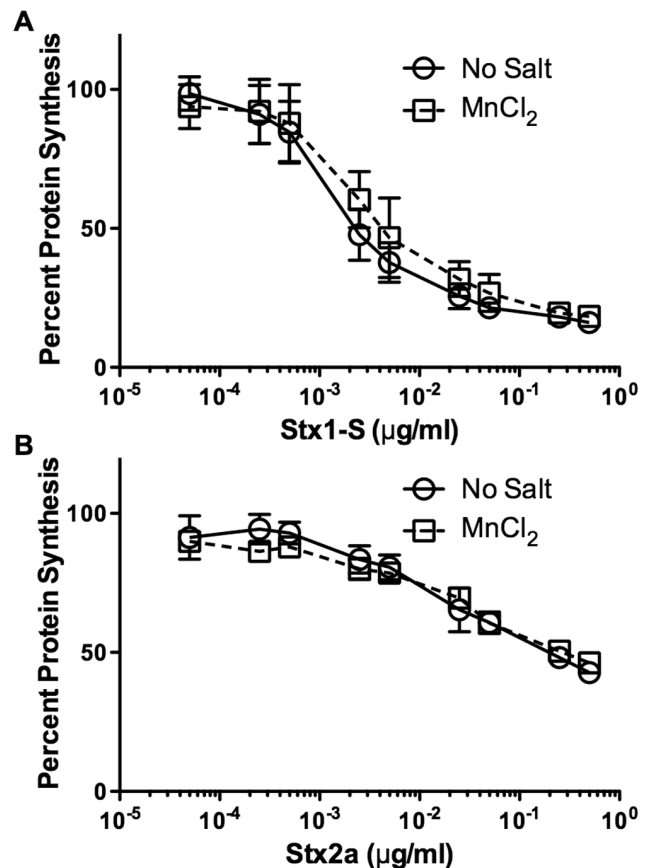 A
Percent Protein Synthesis
100
50
0
No Salt
MnCl₂
10⁻⁵ 10⁻⁴ 10⁻³ 10⁻² 10⁻¹ 10⁰
Stx1-S (μg/ml)
B
Percent Protein Synthesis
100
50
0
No Salt
MnCl₂
10⁻⁵ 10⁻⁴ 10⁻³ 10⁻² 10⁻¹ 10⁰
Stx2a (μg/ml)